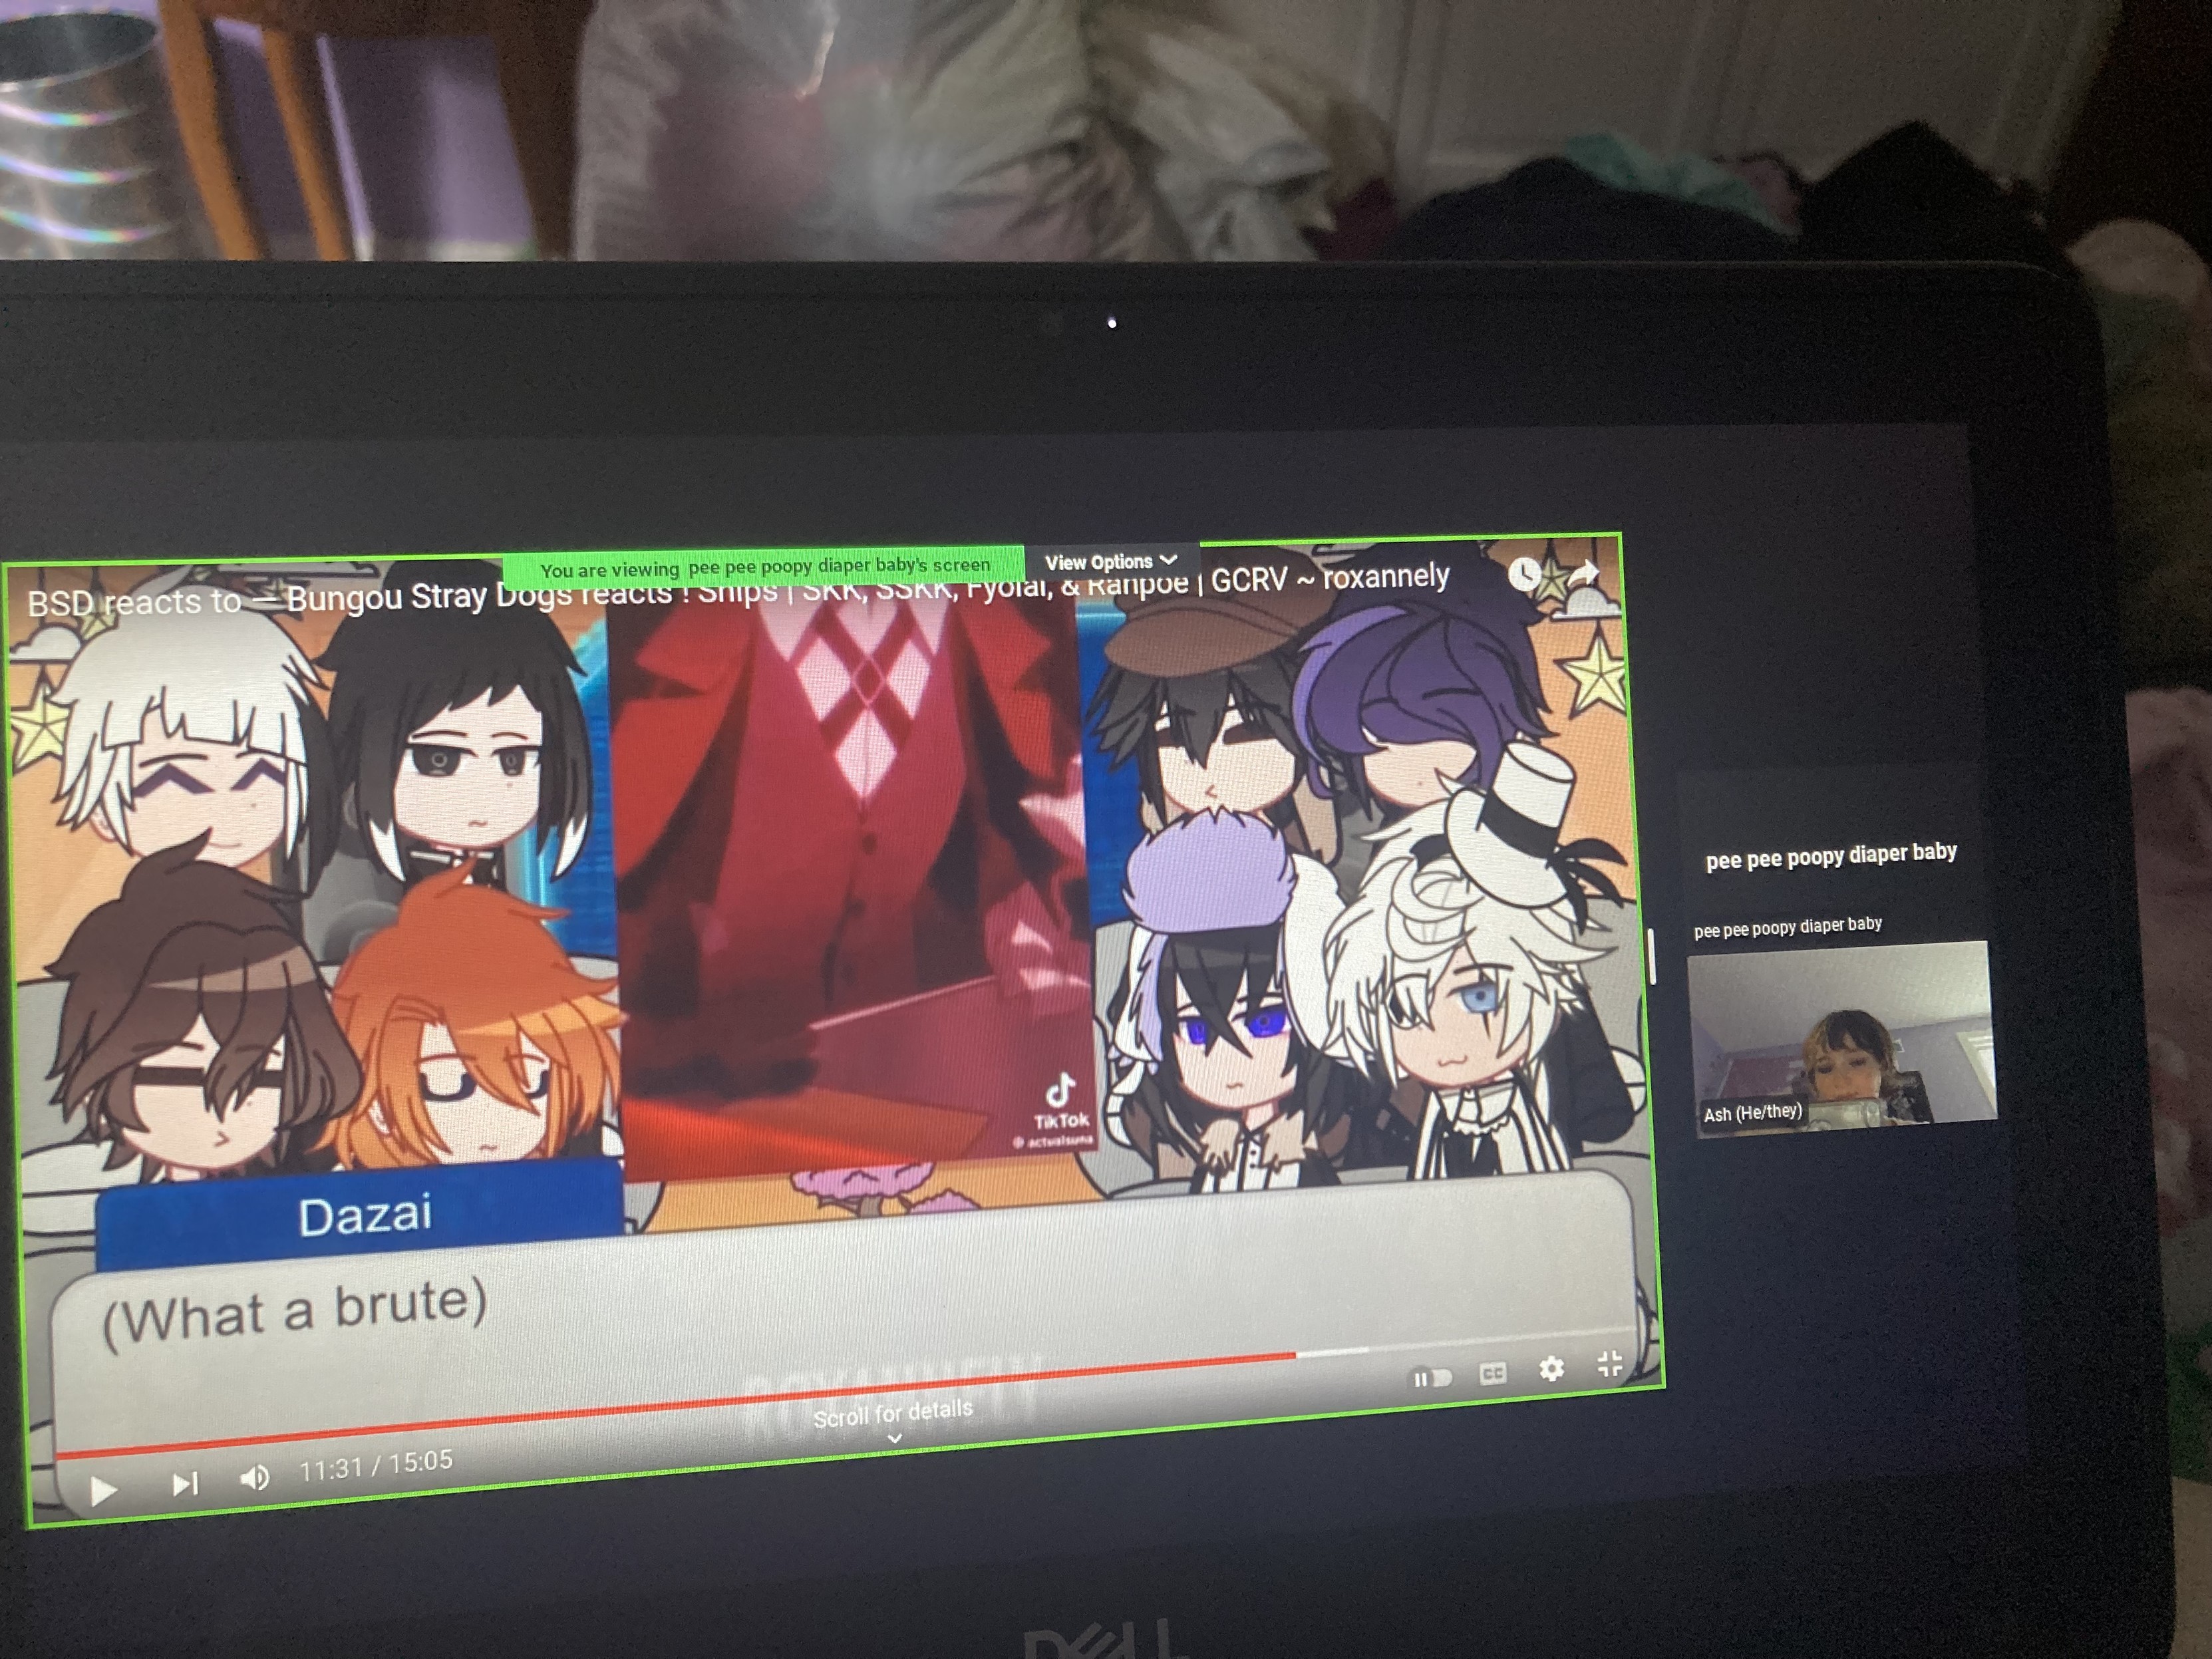 You are viewing pee pee poopy diaper baby's screen
View Options
BSD reacts to — Bungou Stray Dogs reacts ! Ships | SKK, SSKK, Fyolai, & Ranpoe | GCRV ~ roxannely
pee pee poopy diaper baby
pee pee poopy diaper baby
Ash (He/they)
TikTok
@ actualsuna
Dazai
(What a brute)
ROXANNELY
Scroll for details
CC
11:31 / 15:05
DELL